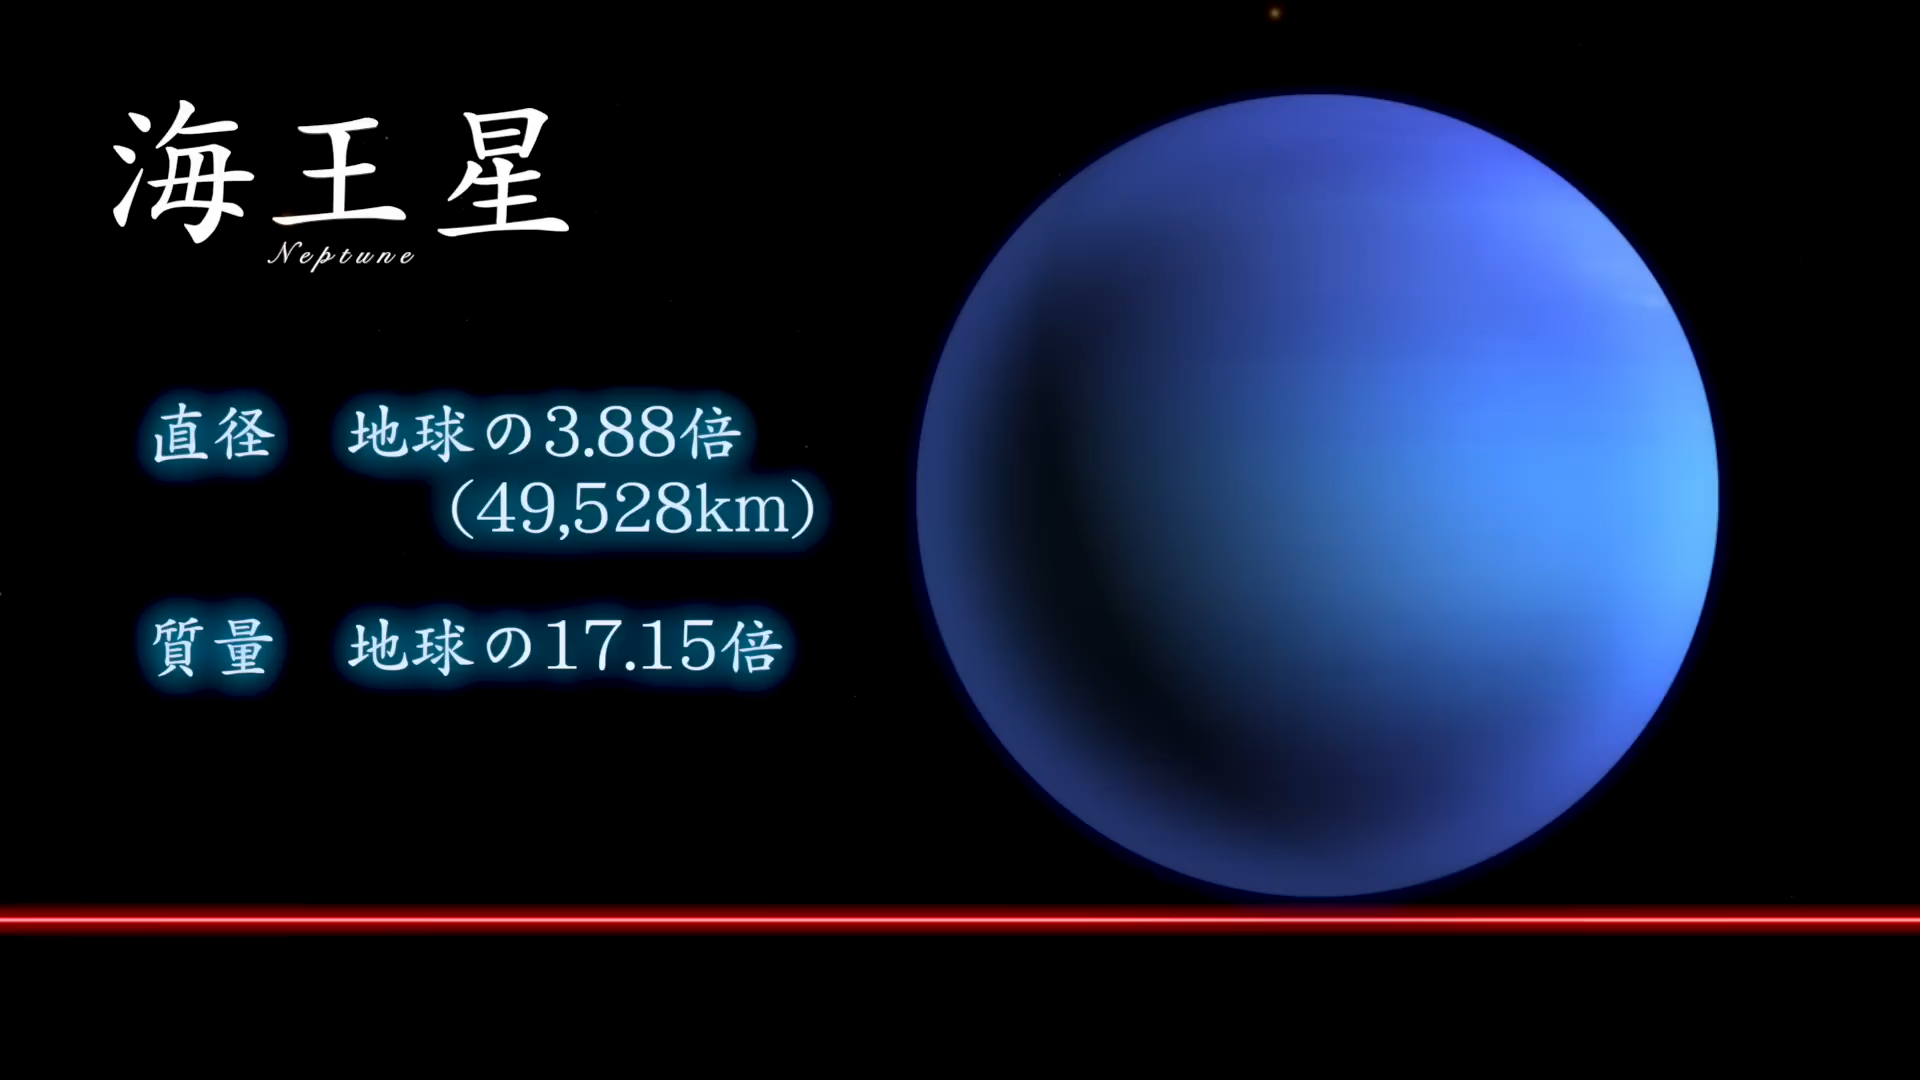 海王星
Neptune
直径　地球の3.88倍
(49,528km)
質量　地球の17.15倍